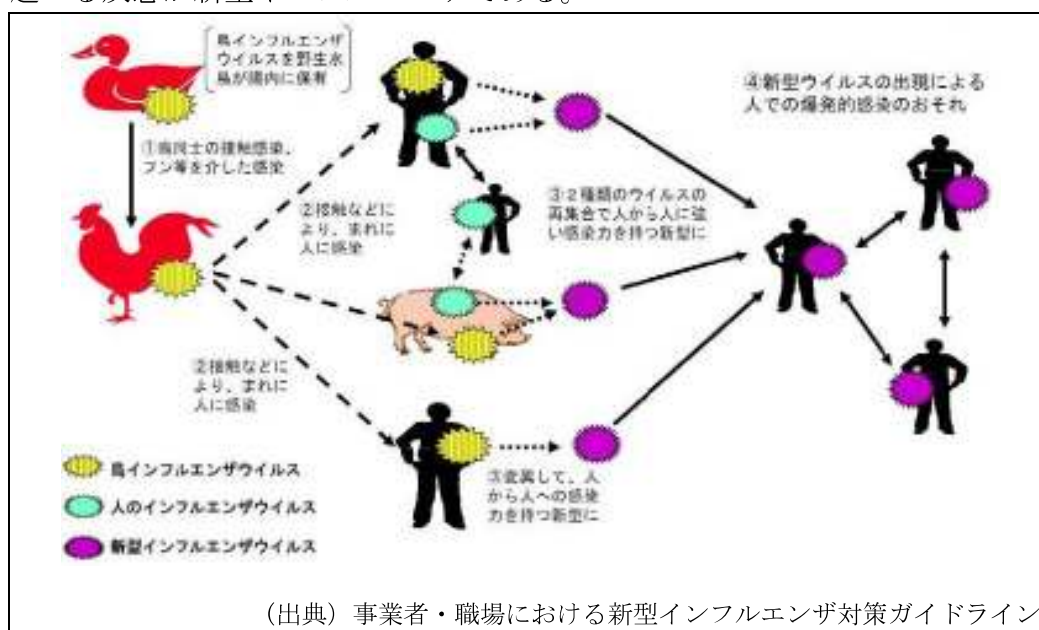 鳥インフルエンザ
ウイルスを野生水
鳥が腸内に保有
①鳥同士の接触感染、
フン等を介した感染
②接触などに
より、まれに
人に感染
③2種類のウイルスの
再集合で人から人に強
い感染力を持つ新型に
④新型ウイルスの出現による
人での爆発的感染のおそれ
②接触などに
より、まれに
人に感染
③変異して、人
から人への感染
力を持つ新型に
鳥インフルエンザウイルス
人のインフルエンザウイルス
新型インフルエンザウイルス
（出典）事業者・職場における新型インフルエンザ対策ガイドライン